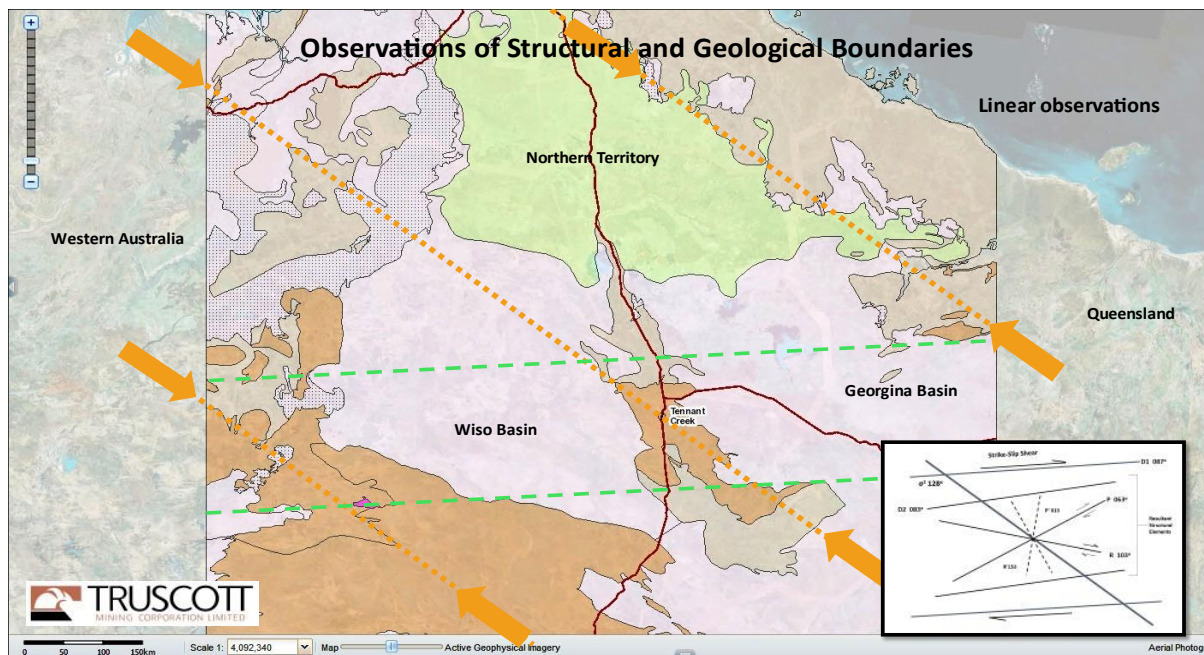 Observations of Structural and Geological Boundaries
Linear observations
Northern Territory
Western Australia
Queensland
Georgina Basin
Wiso Basin
Tennant
Creek
Strike-Slip Shear
D1 087°
σ¹ 128°
P 063°
D2 083°
Resultant
Structural
Elements
R 103°
TRUSCOTT
MINING CORPORATION LIMITED
0 50 100 150km
Scale 1: 4,092,340
Map
Active Geophysical Imagery
Aerial Photog